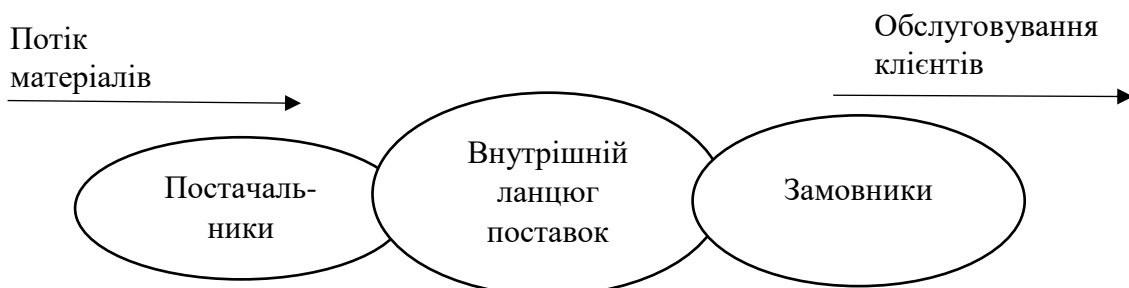 Потік
матеріалів
Обслуговування
клієнтів
Постачаль-
ники
Внутрішній
ланцюг
поставок
Замовники